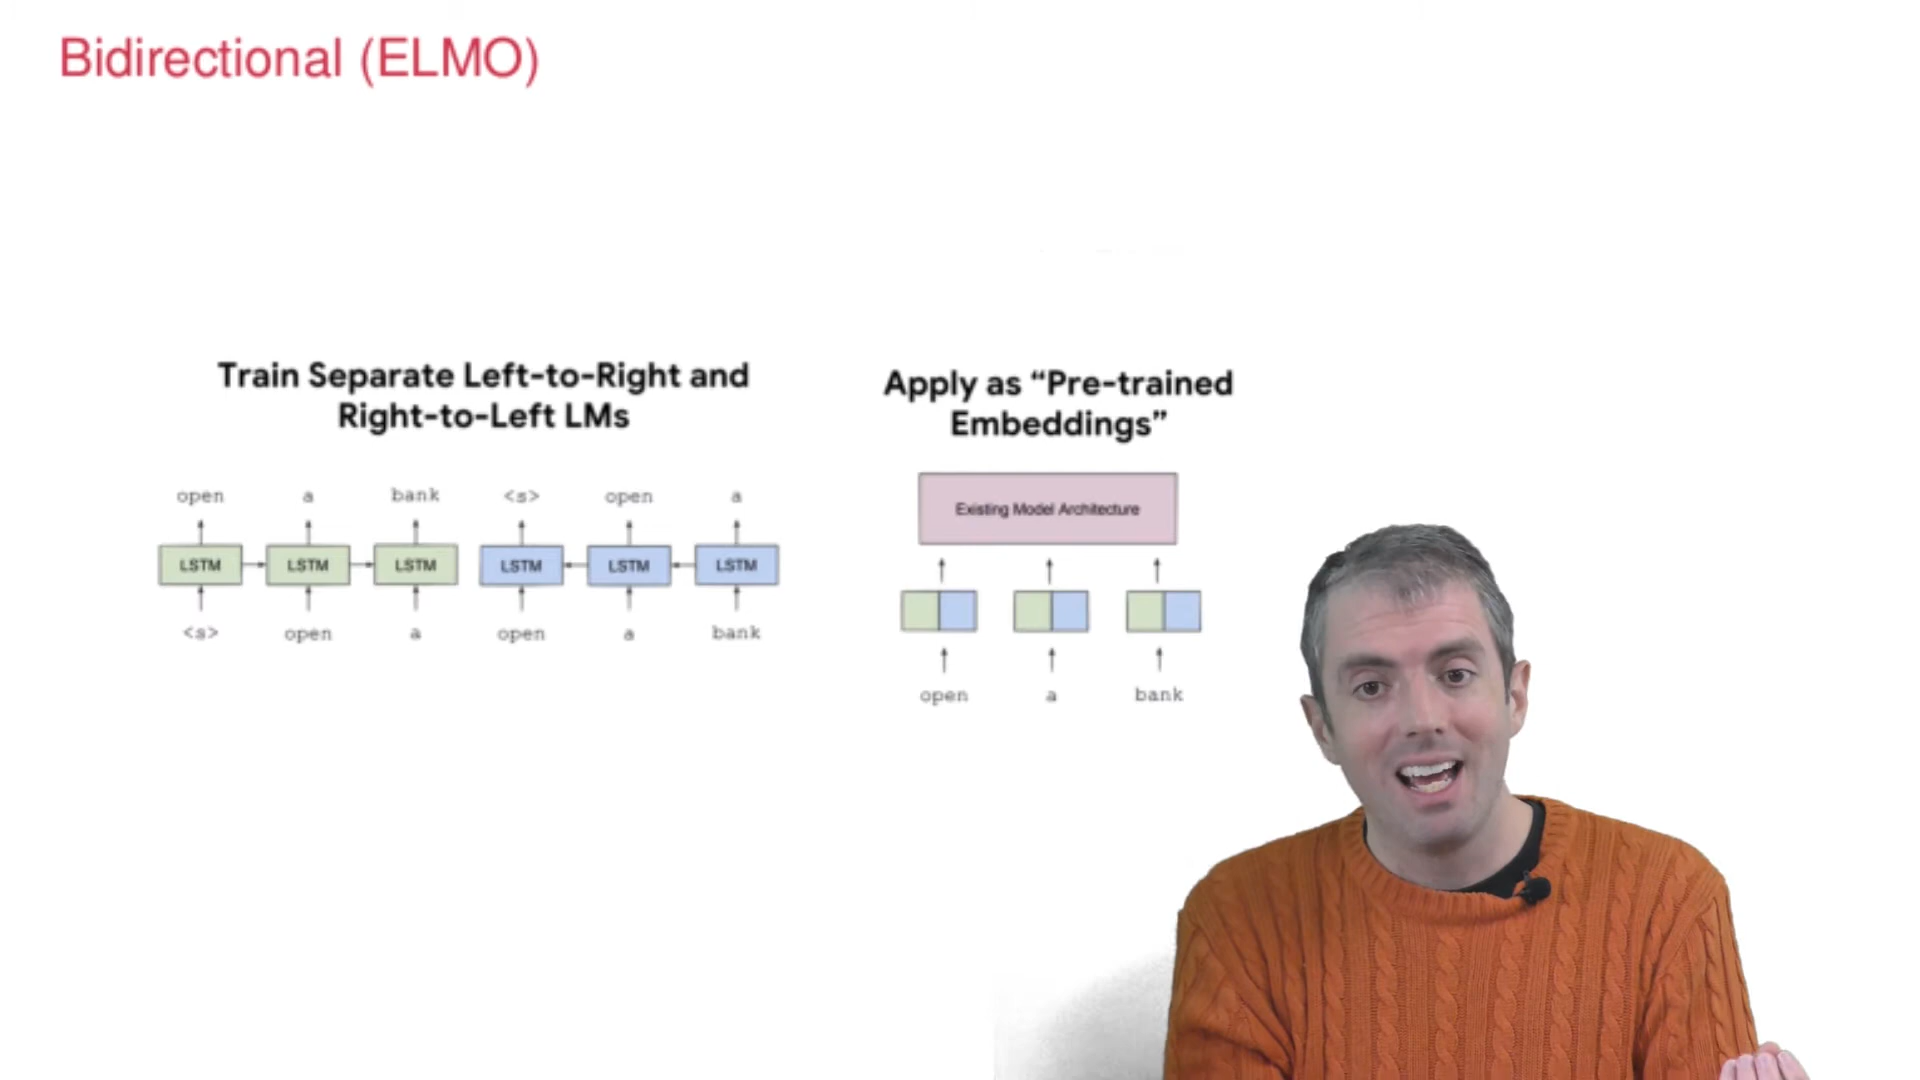 Bidirectional (ELMO)
Train Separate Left-to-Right and
Right-to-Left LMs
open a bank <s> open a
LSTM LSTM LSTM LSTM LSTM LSTM
<s> open a open a bank
Apply as “Pre-trained
Embeddings”
Existing Model Architecture
open a bank